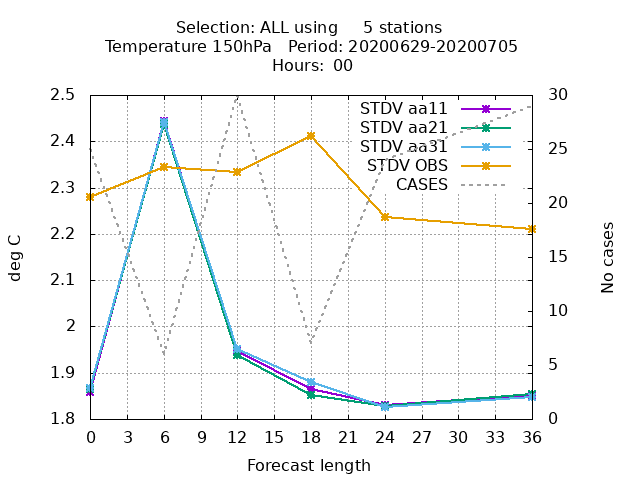 Selection: ALL using     5 stations
Temperature 150hPa   Period: 20200629-20200705
Hours:  00
2.5
2.4
2.3
2.2
2.1
2
1.9
1.8
deg C
STDV aa11
STDV aa21
STDV aa31
STDV OBS
CASES
30
25
20
15
10
5
0
No cases
0 3 6 9 12 15 18 21 24 27 30 33 36
Forecast length